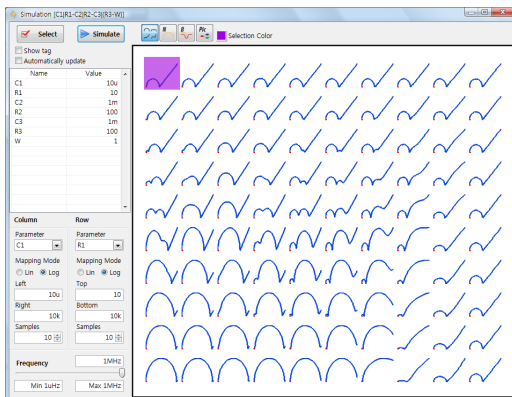 Simulation [C1|R1-C2|R2-C3|[R3-W]]
Select
Simulate
Pic
Selection Color
Show tag
Automatically update
Name Value
C1 10u
R1 10
C2 1m
R2 100
C3 1m
R3 100
W 1
Column Row
Parameter Parameter
C1 R1
Mapping Mode Mapping Mode
Lin Log Lin Log
Left Top
10u 10
Right Bottom
10k 10k
Samples Samples
10 10
Frequency 1MHz
Min 1uHz Max 1MHz